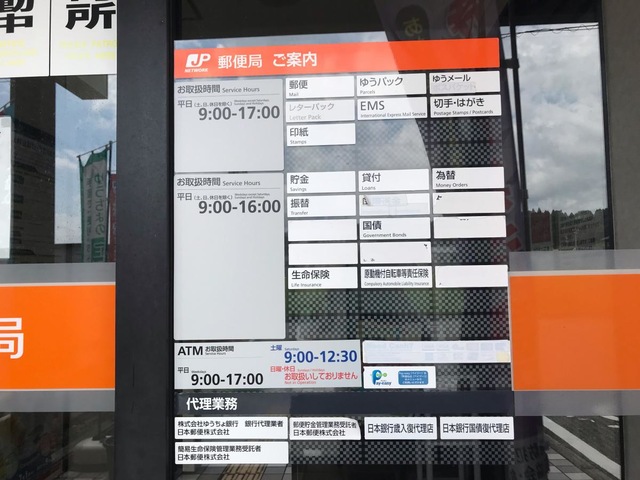 JP
NETWORK
郵便局 ご案内
お取扱時間 Service Hours
平日
9:00-17:00
郵便
Mail
ゆうパック
Parcels
ゆうメール
レターパック
Letter Pack
EMS
International Express Mail Service
切手・はがき
Postage Stamps / Postcards
印紙
Stamps
お取扱時間 Service Hours
平日
9:00-16:00
貯金
Savings
貸付
Loans
為替
Money Orders
振替
Transfer
国債
Government Bonds
生命保険
Life Insurance
原動機付自転車等責任保険
Compulsory Automobile Liability Insurance
ATM お取扱時間
Service Hours
平日 Weekdays
9:00-17:00
土曜 Saturdays
9:00-12:30
日曜・休日
お取扱いしておりません
Not in Operation
Pay-easy
代理業務
株式会社ゆうちょ銀行 銀行代理業者
日本郵便株式会社
郵便貯金管理業務受託者
日本郵便株式会社
日本銀行歳入復代理店
日本銀行国債復代理店
簡易生命保険管理業務受託者
日本郵便株式会社
所
局